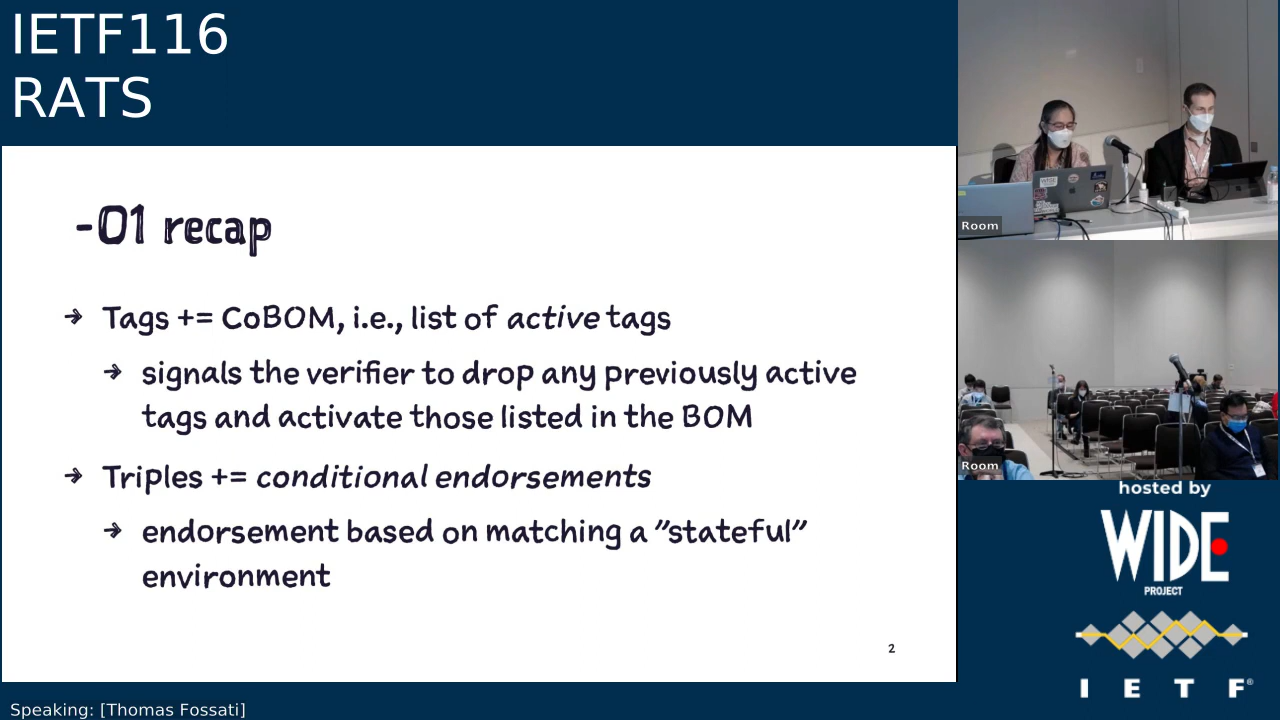 IETF116
RATS
-01 recap
→ Tags += CoBOM, i.e., list of active tags
→ signals the verifier to drop any previously active
tags and activate those listed in the BOM
→ Triples += conditional endorsements
→ endorsement based on matching a "stateful"
environment
2
Speaking: [Thomas Fossati]
Room
Room
hosted by
WIDE
PROJECT
I E T F®